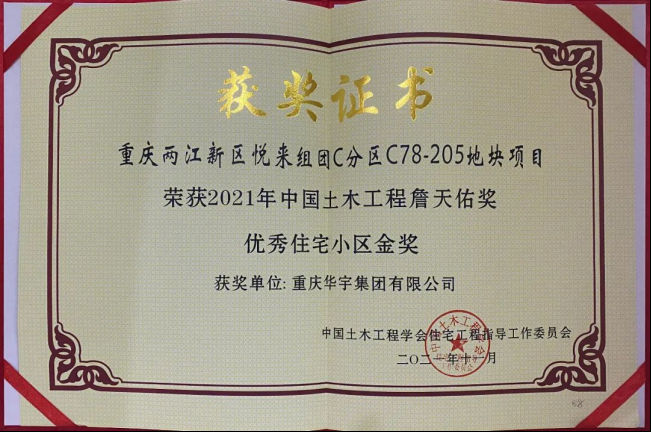 获奖证书
重庆两江新区悦来组团C分区C78-205地块项目
荣获2021年中国土木工程詹天佑奖
优秀住宅小区金奖
获奖单位: 重庆华宇集团有限公司
中国土木工程学会住宅工程指导工作委员会
二〇二一年十一月